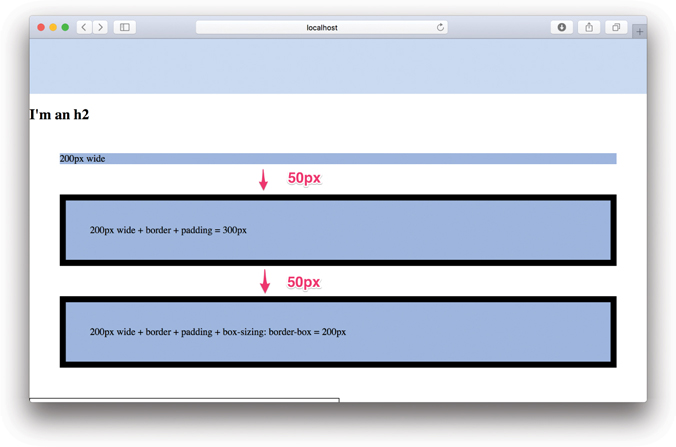 localhost
I'm an h2
200px wide
50px
200px wide + border + padding = 300px
50px
200px wide + border + padding + box-sizing: border-box = 200px